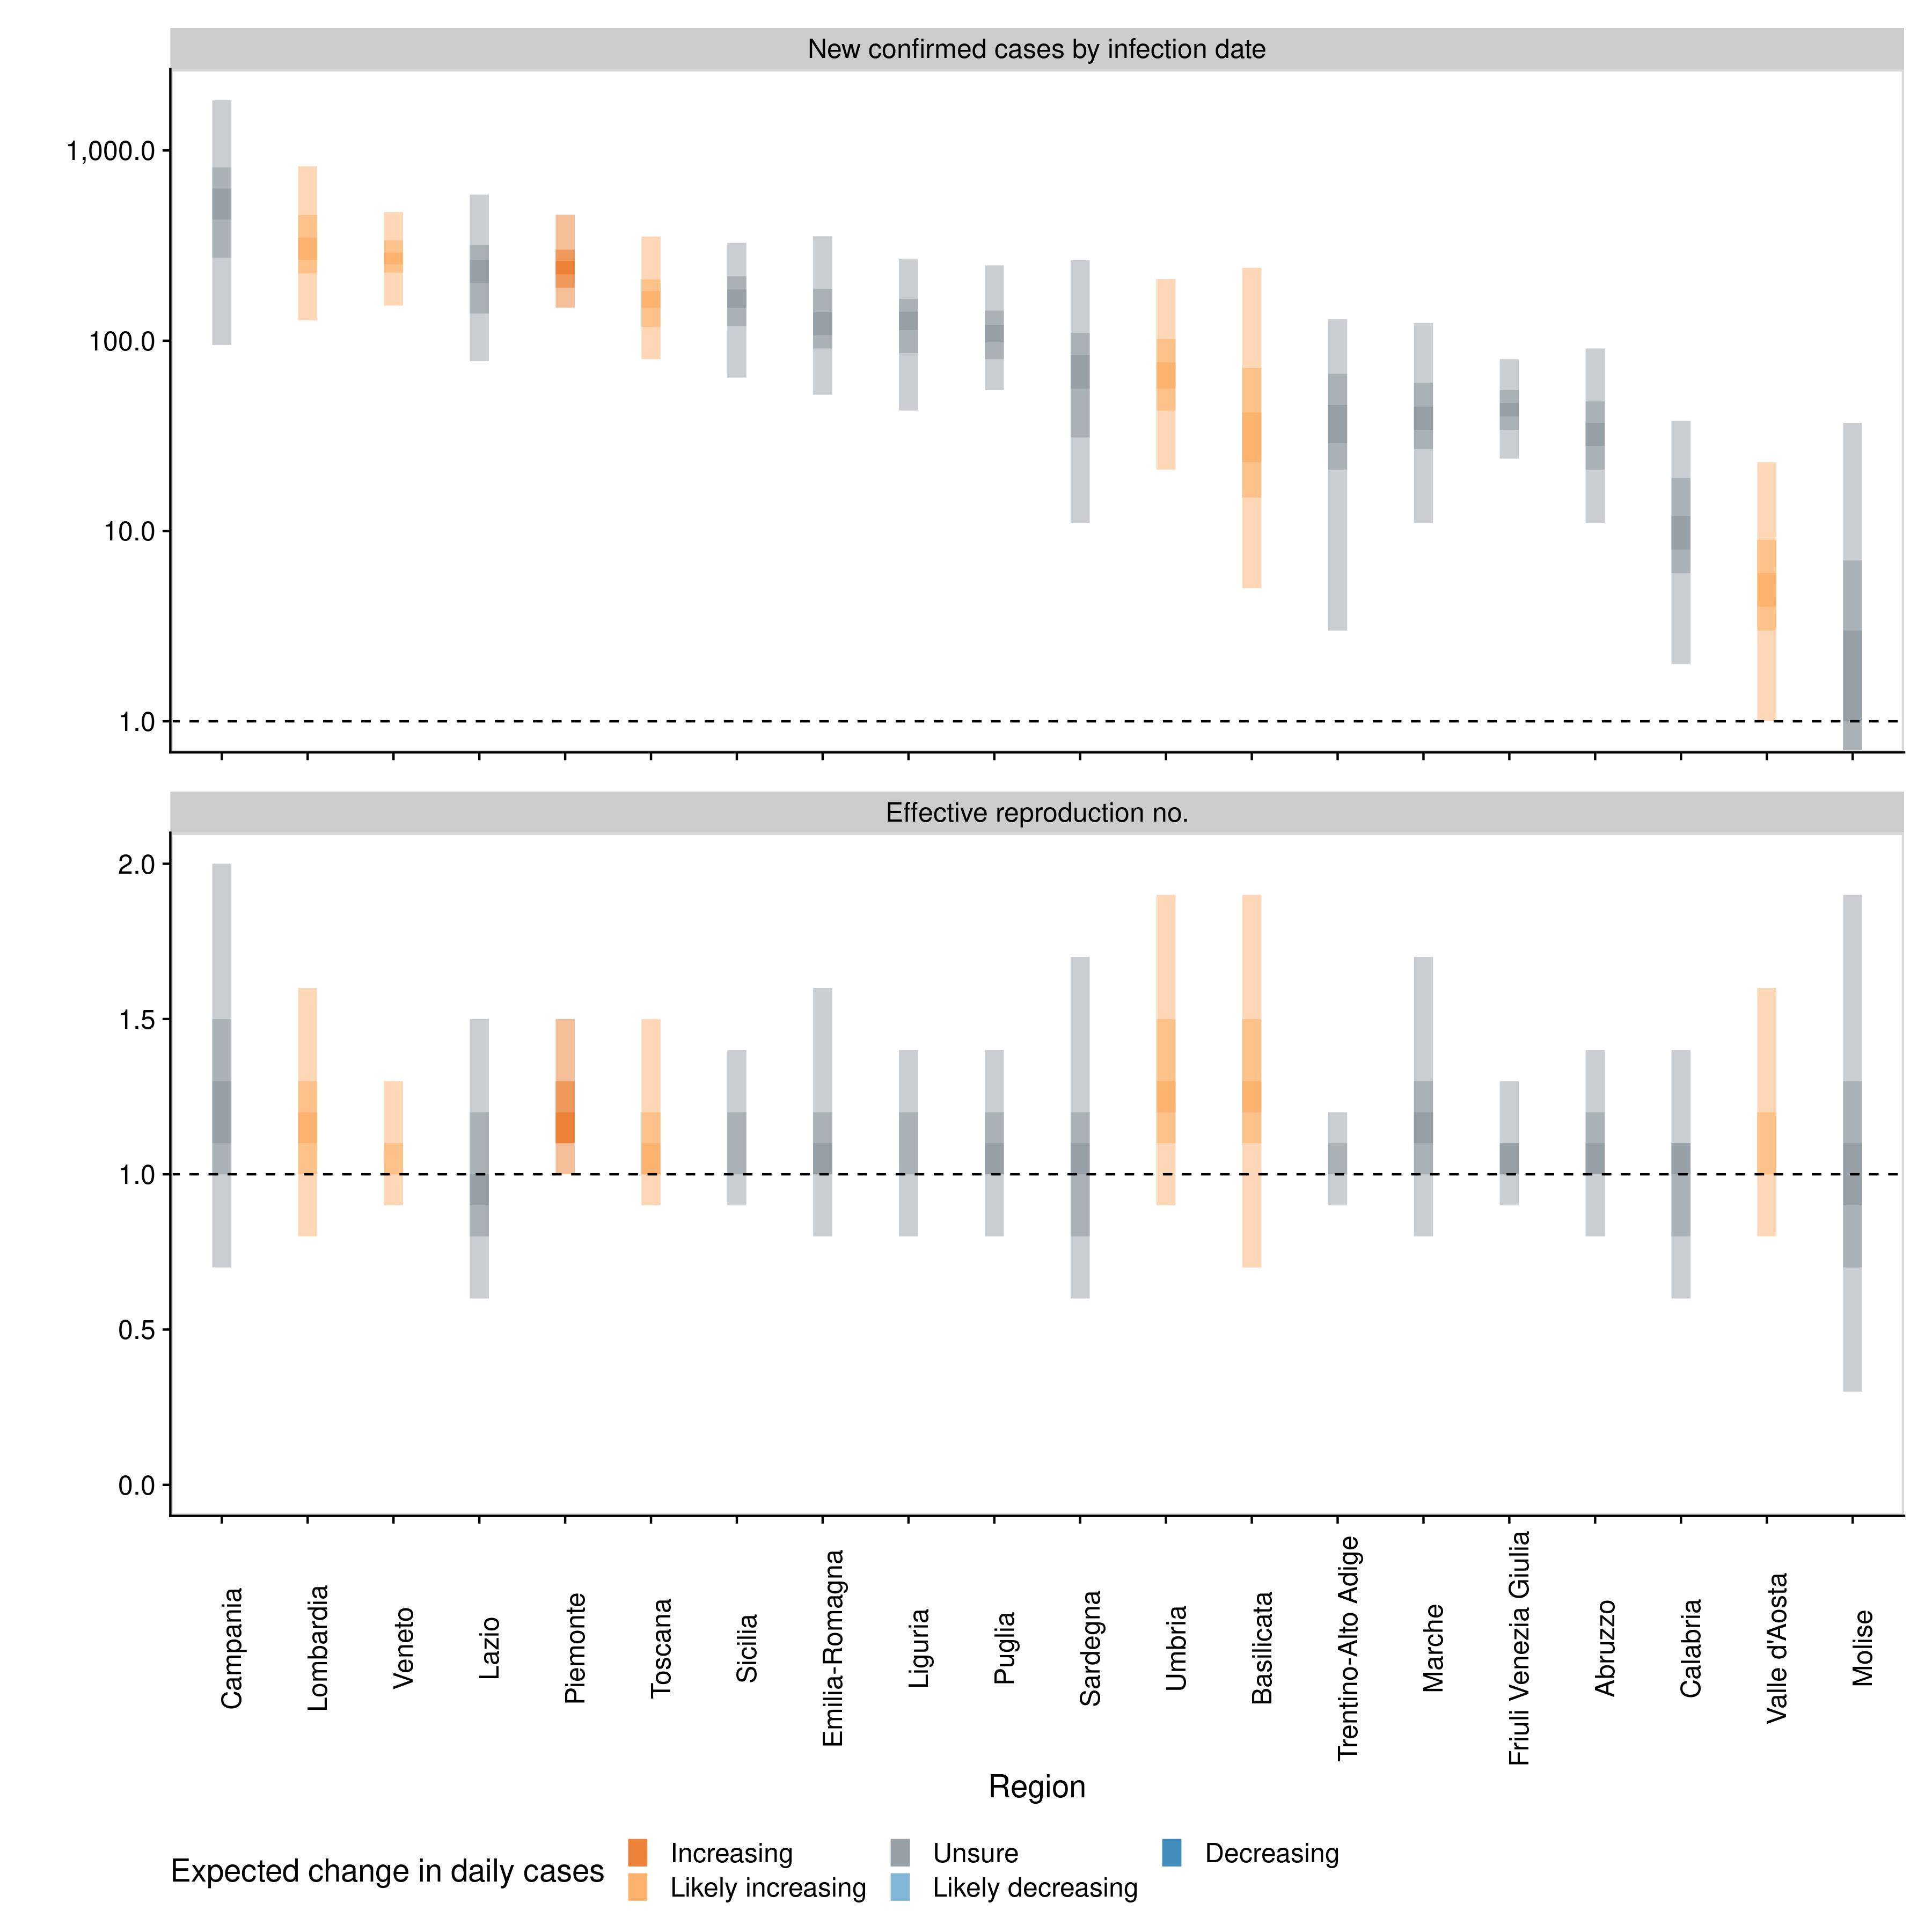 New confirmed cases by infection date
1,000.0
100.0
10.0
1.0
Effective reproduction no.
2.0
1.5
1.0
0.5
0.0
Campania
Lombardia
Veneto
Lazio
Piemonte
Toscana
Sicilia
Emilia-Romagna
Liguria
Puglia
Sardegna
Umbria
Basilicata
Trentino-Alto Adige
Marche
Friuli Venezia Giulia
Abruzzo
Calabria
Valle d'Aosta
Molise
Region
Expected change in daily cases
Increasing
Unsure
Decreasing
Likely increasing
Likely decreasing